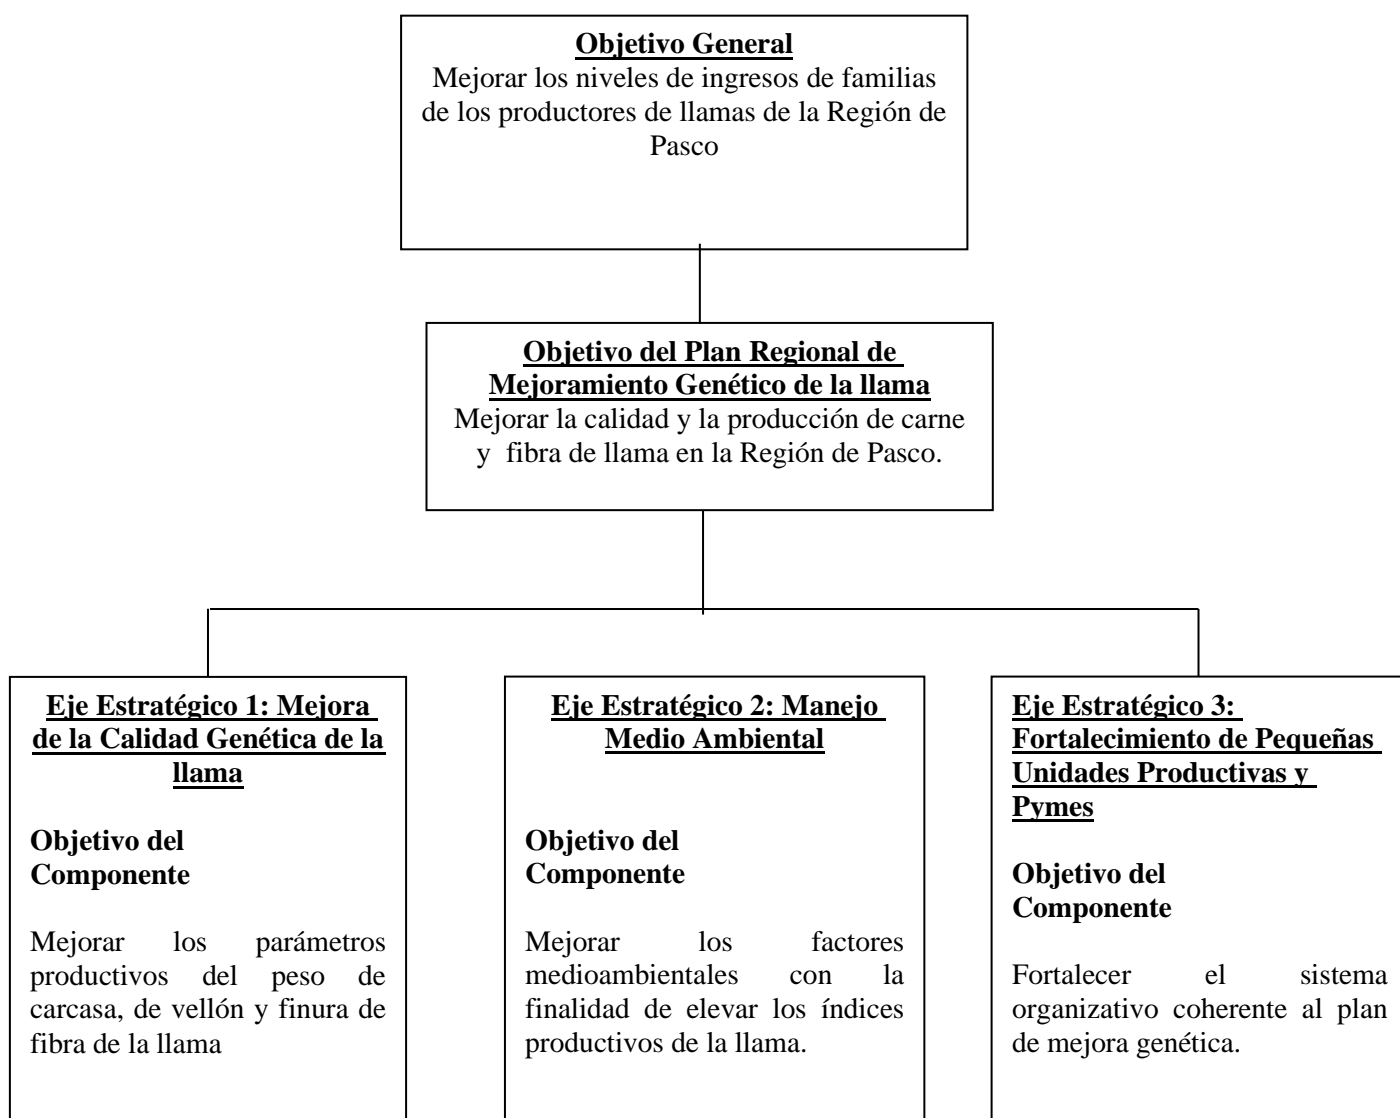 Objetivo General
Mejorar los niveles de ingresos de familias
de los productores de llamas de la Región de
Pasco
Objetivo del Plan Regional de
Mejoramiento Genético de la llama
Mejorar la calidad y la producción de carne
y fibra de llama en la Región de Pasco.
Eje Estratégico 1: Mejora
de la Calidad Genética de la
llama
Objetivo del
Componente
Mejorar los parámetros
productivos del peso de
carcasa, de vellón y finura de
fibra de la llama
Eje Estratégico 2: Manejo
Medio Ambiental
Objetivo del
Componente
Mejorar los factores
medioambientales con la
finalidad de elevar los índices
productivos de la llama.
Eje Estratégico 3:
Fortalecimiento de Pequeñas
Unidades Productivas y
Pymes
Objetivo del
Componente
Fortalecer el sistema
organizativo coherente al plan
de mejora genética.